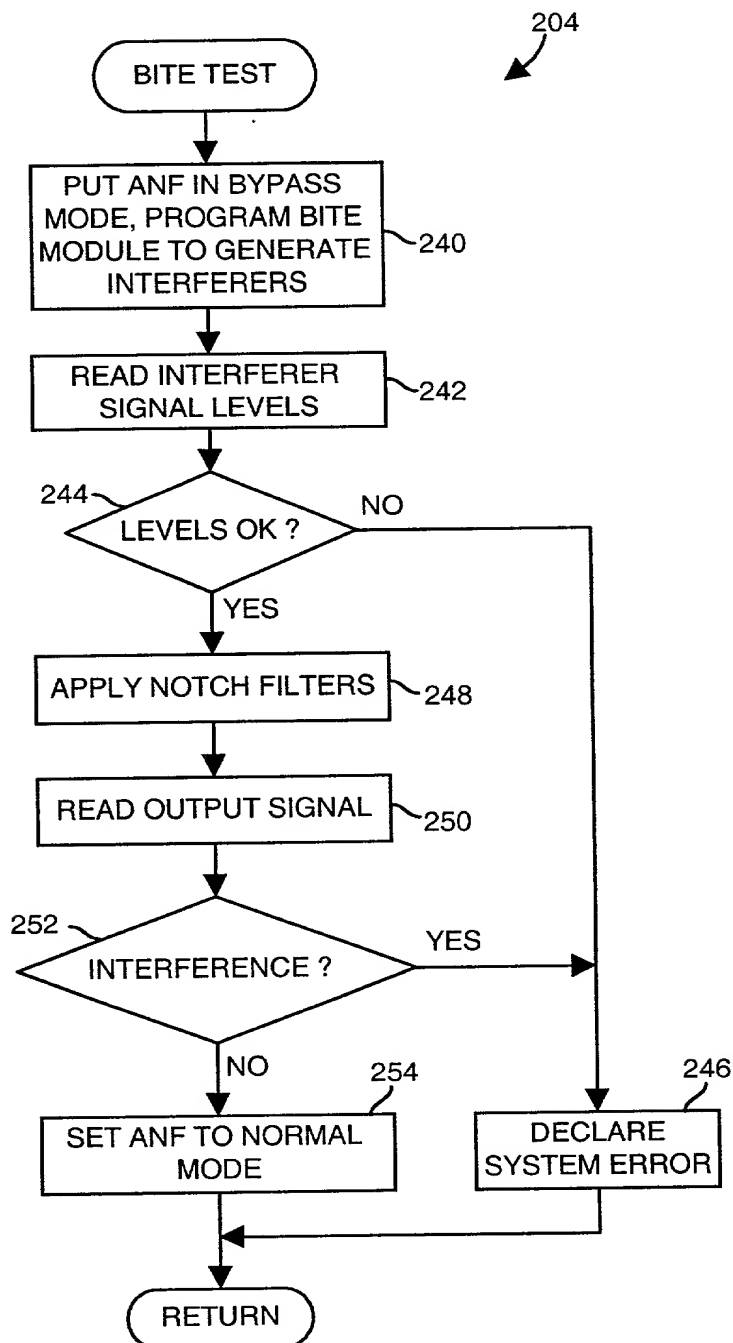 204
BITE TEST
PUT ANF IN BYPASS
MODE, PROGRAM BITE
MODULE TO GENERATE
INTERFERERS
240
READ INTERFERER
SIGNAL LEVELS
242
244
LEVELS OK ?
NO
YES
APPLY NOTCH FILTERS
248
READ OUTPUT SIGNAL
250
252
INTERFERENCE ?
YES
NO
254
SET ANF TO NORMAL
MODE
246
DECLARE
SYSTEM ERROR
RETURN